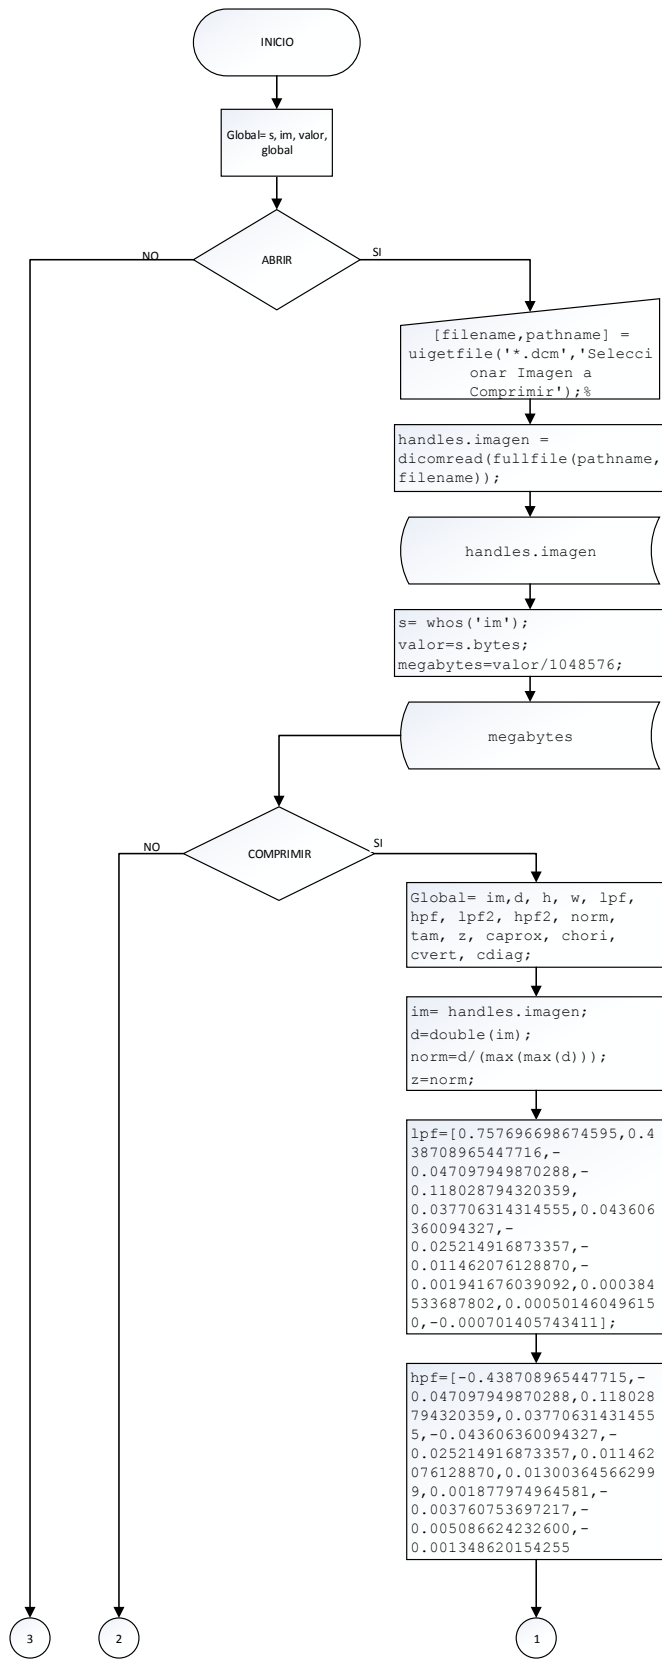 INICIO
Global= s, im, valor,
global
ABRIR
NO
SI
[filename,pathname] =
uigetfile('*.dcm','Selecci
onar Imagen a
Comprimir');%
handles.imagen =
dicomread(fullfile(pathname,
filename));
handles.imagen
s= whos('im');
valor=s.bytes;
megabytes=valor/1048576;
megabytes
COMPRIMIR
NO
SI
Global= im,d, h, w, lpf,
hpf, lpf2, hpf2, norm,
tam, z, caprox, chori,
cvert, cdiag;
im= handles.imagen;
d=double(im);
norm=d/(max(max(d)));
z=norm;
lpf=[0.757696698674595,0.4
38708965447716,-
0.047097949870288,-
0.118028794320359,
0.037706314314555,0.043606
360094327,-
0.025214916873357,-
0.011462076128870,-
0.001941676039092,0.000384
533687802,0.00050146049615
0,-0.000701405743411];
hpf=[-0.438708965447715,-
0.047097949870288,0.118028
794320359,0.03770631431455
5,-0.043606360094327,-
0.025214916873357,0.011462
076128870,0.01300364566299
9,0.001877974964581,-
0.003760753697217,-
0.005086624232600,-
0.001348620154255
3
2
1